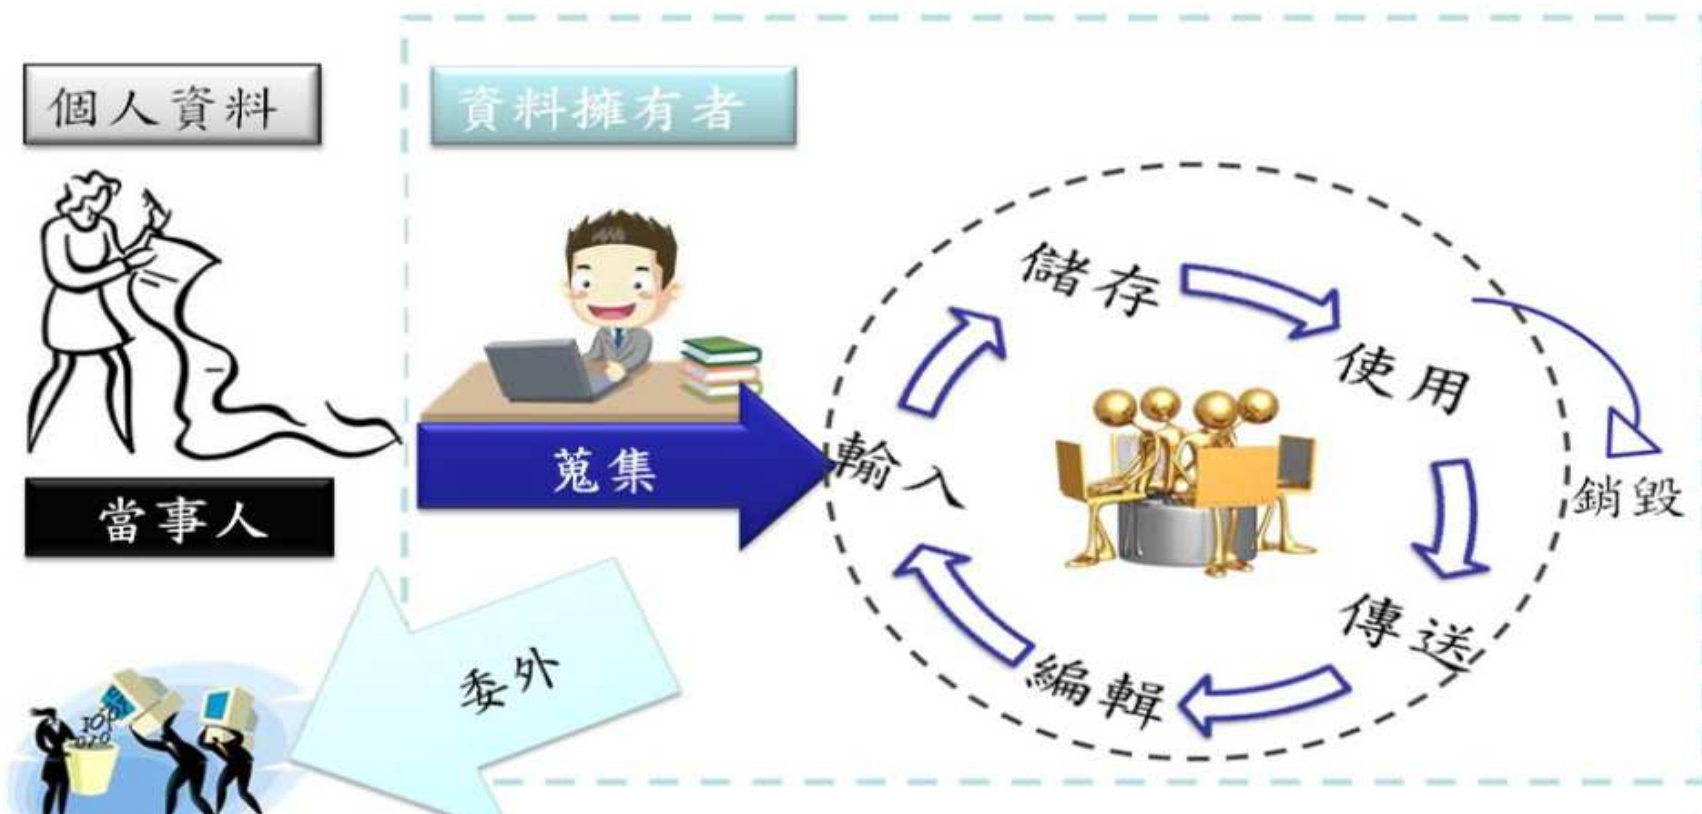 個人資料
資料擁有者
當事人
蒐集
輸入
儲存
使用
傳送
編輯
銷毀
委外